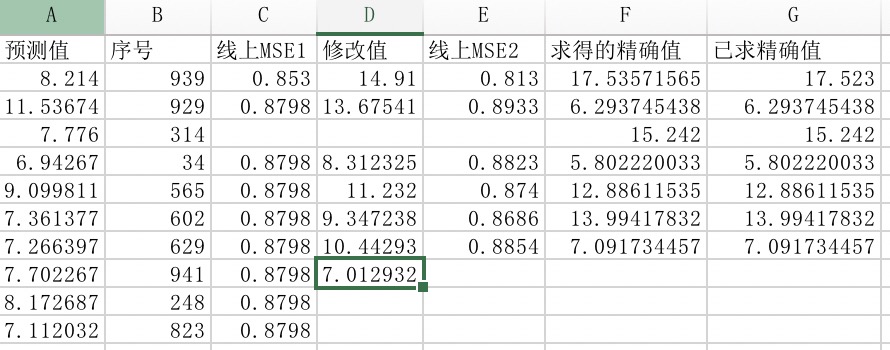 A B C D E F G
预测值 序号 线上MSE1 修改值 线上MSE2 求得的精确值 已求精确值
8.214 939 0.853 14.91 0.813 17.53571565 17.523
11.53674 929 0.8798 13.67541 0.8933 6.293745438 6.293745438
7.776 314 15.242 15.242
6.94267 34 0.8798 8.312325 0.8823 5.802220033 5.802220033
9.099811 565 0.8798 11.232 0.874 12.88611535 12.88611535
7.361377 602 0.8798 9.347238 0.8686 13.99417832 13.99417832
7.266397 629 0.8798 10.44293 0.8854 7.091734457 7.091734457
7.702267 941 0.8798 7.012932
8.172687 248 0.8798
7.112032 823 0.8798